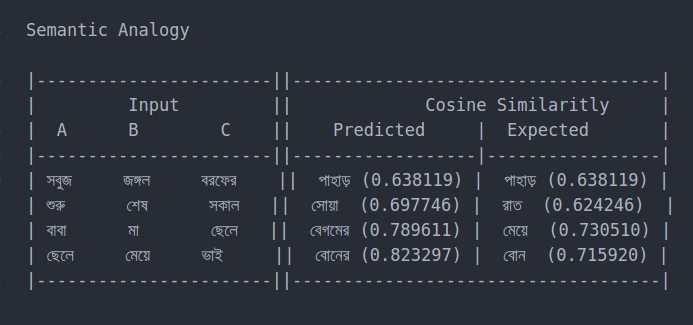 Semantic Analogy
|-----------------------||------------------------------------|
| Input || Cosine Similaritly |
| A B C || Predicted | Expected |
|-----------------------||------------------|-----------------|
| সবুজ জঙ্গল বরফের || পাহাড় (0.638119) | পাহাড় (0.638119) |
| শুরু শেষ সকাল || সোয়া (0.697746) | রাত (0.624246) |
| বাবা মা ছেলে || বেগমের (0.789611) | মেয়ে (0.730510) |
| ছেলে মেয়ে ভাই || বোনের (0.823297) | বোন (0.715920) |
|-----------------------||------------------------------------|